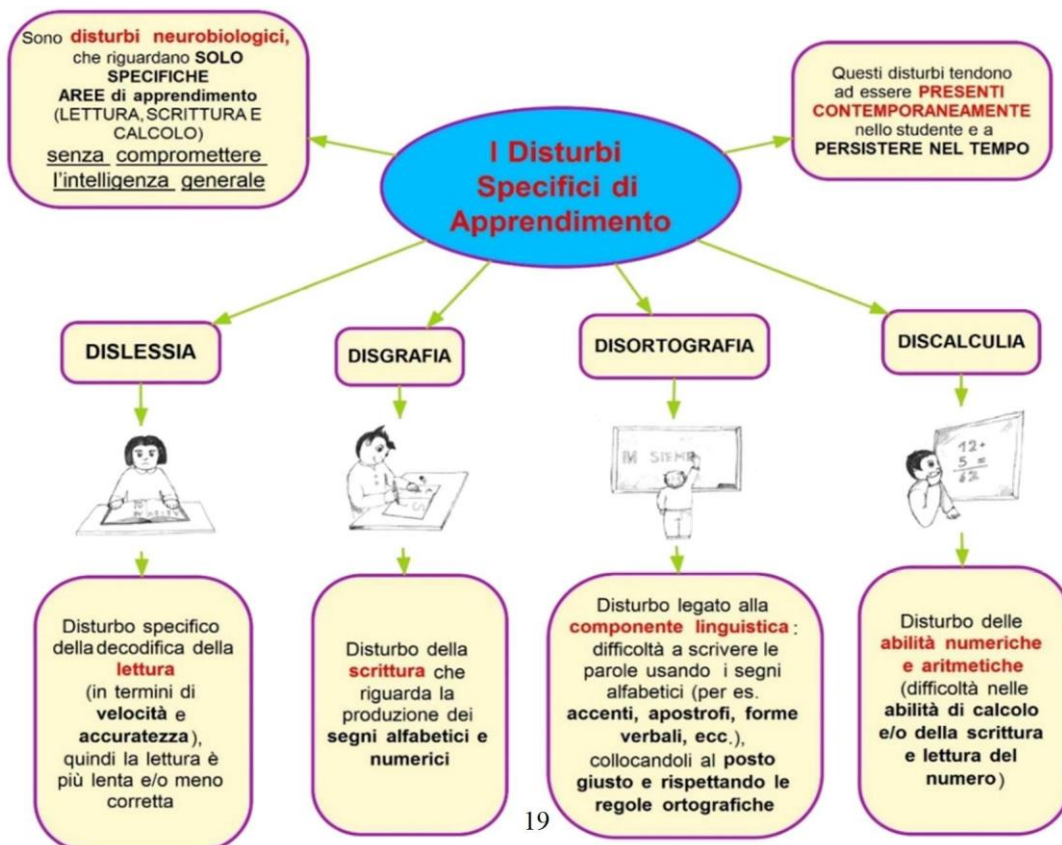 Sono disturbi neurobiologici,
che riguardano SOLO
SPECIFICHE
AREE di apprendimento
(LETTURA, SCRITTURA E
CALCOLO)
senza compromettere
l'intelligenza generale
Questi disturbi tendono
ad essere PRESENTI
CONTEMPORANEAMENTE
nello studente e a
PERSISTERE NEL TEMPO
I Disturbi
Specifici di
Apprendimento
DISLESSIA
DISGRAFIA
DISORTOGRAFIA
DISCALCULIA
12+
5 =
62
Disturbo specifico
della decodifica della
lettura
(in termini di
velocità e
accuratezza),
quindi la lettura è
più lenta e/o meno
corretta
Disturbo della
scrittura che
riguarda la
produzione dei
segni alfabetici e
numerici
Disturbo legato alla
componente linguistica :
difficoltà a scrivere le
parole usando i segni
alfabetici (per es.
accenti, apostrofi, forme
verbali, ecc.),
collocandoli al posto
giusto e rispettando le
regole ortografiche
Disturbo delle
abilità numeriche
e aritmetiche
(difficoltà nelle
abilità di calcolo
e/o della scrittura
e lettura del
numero)
19